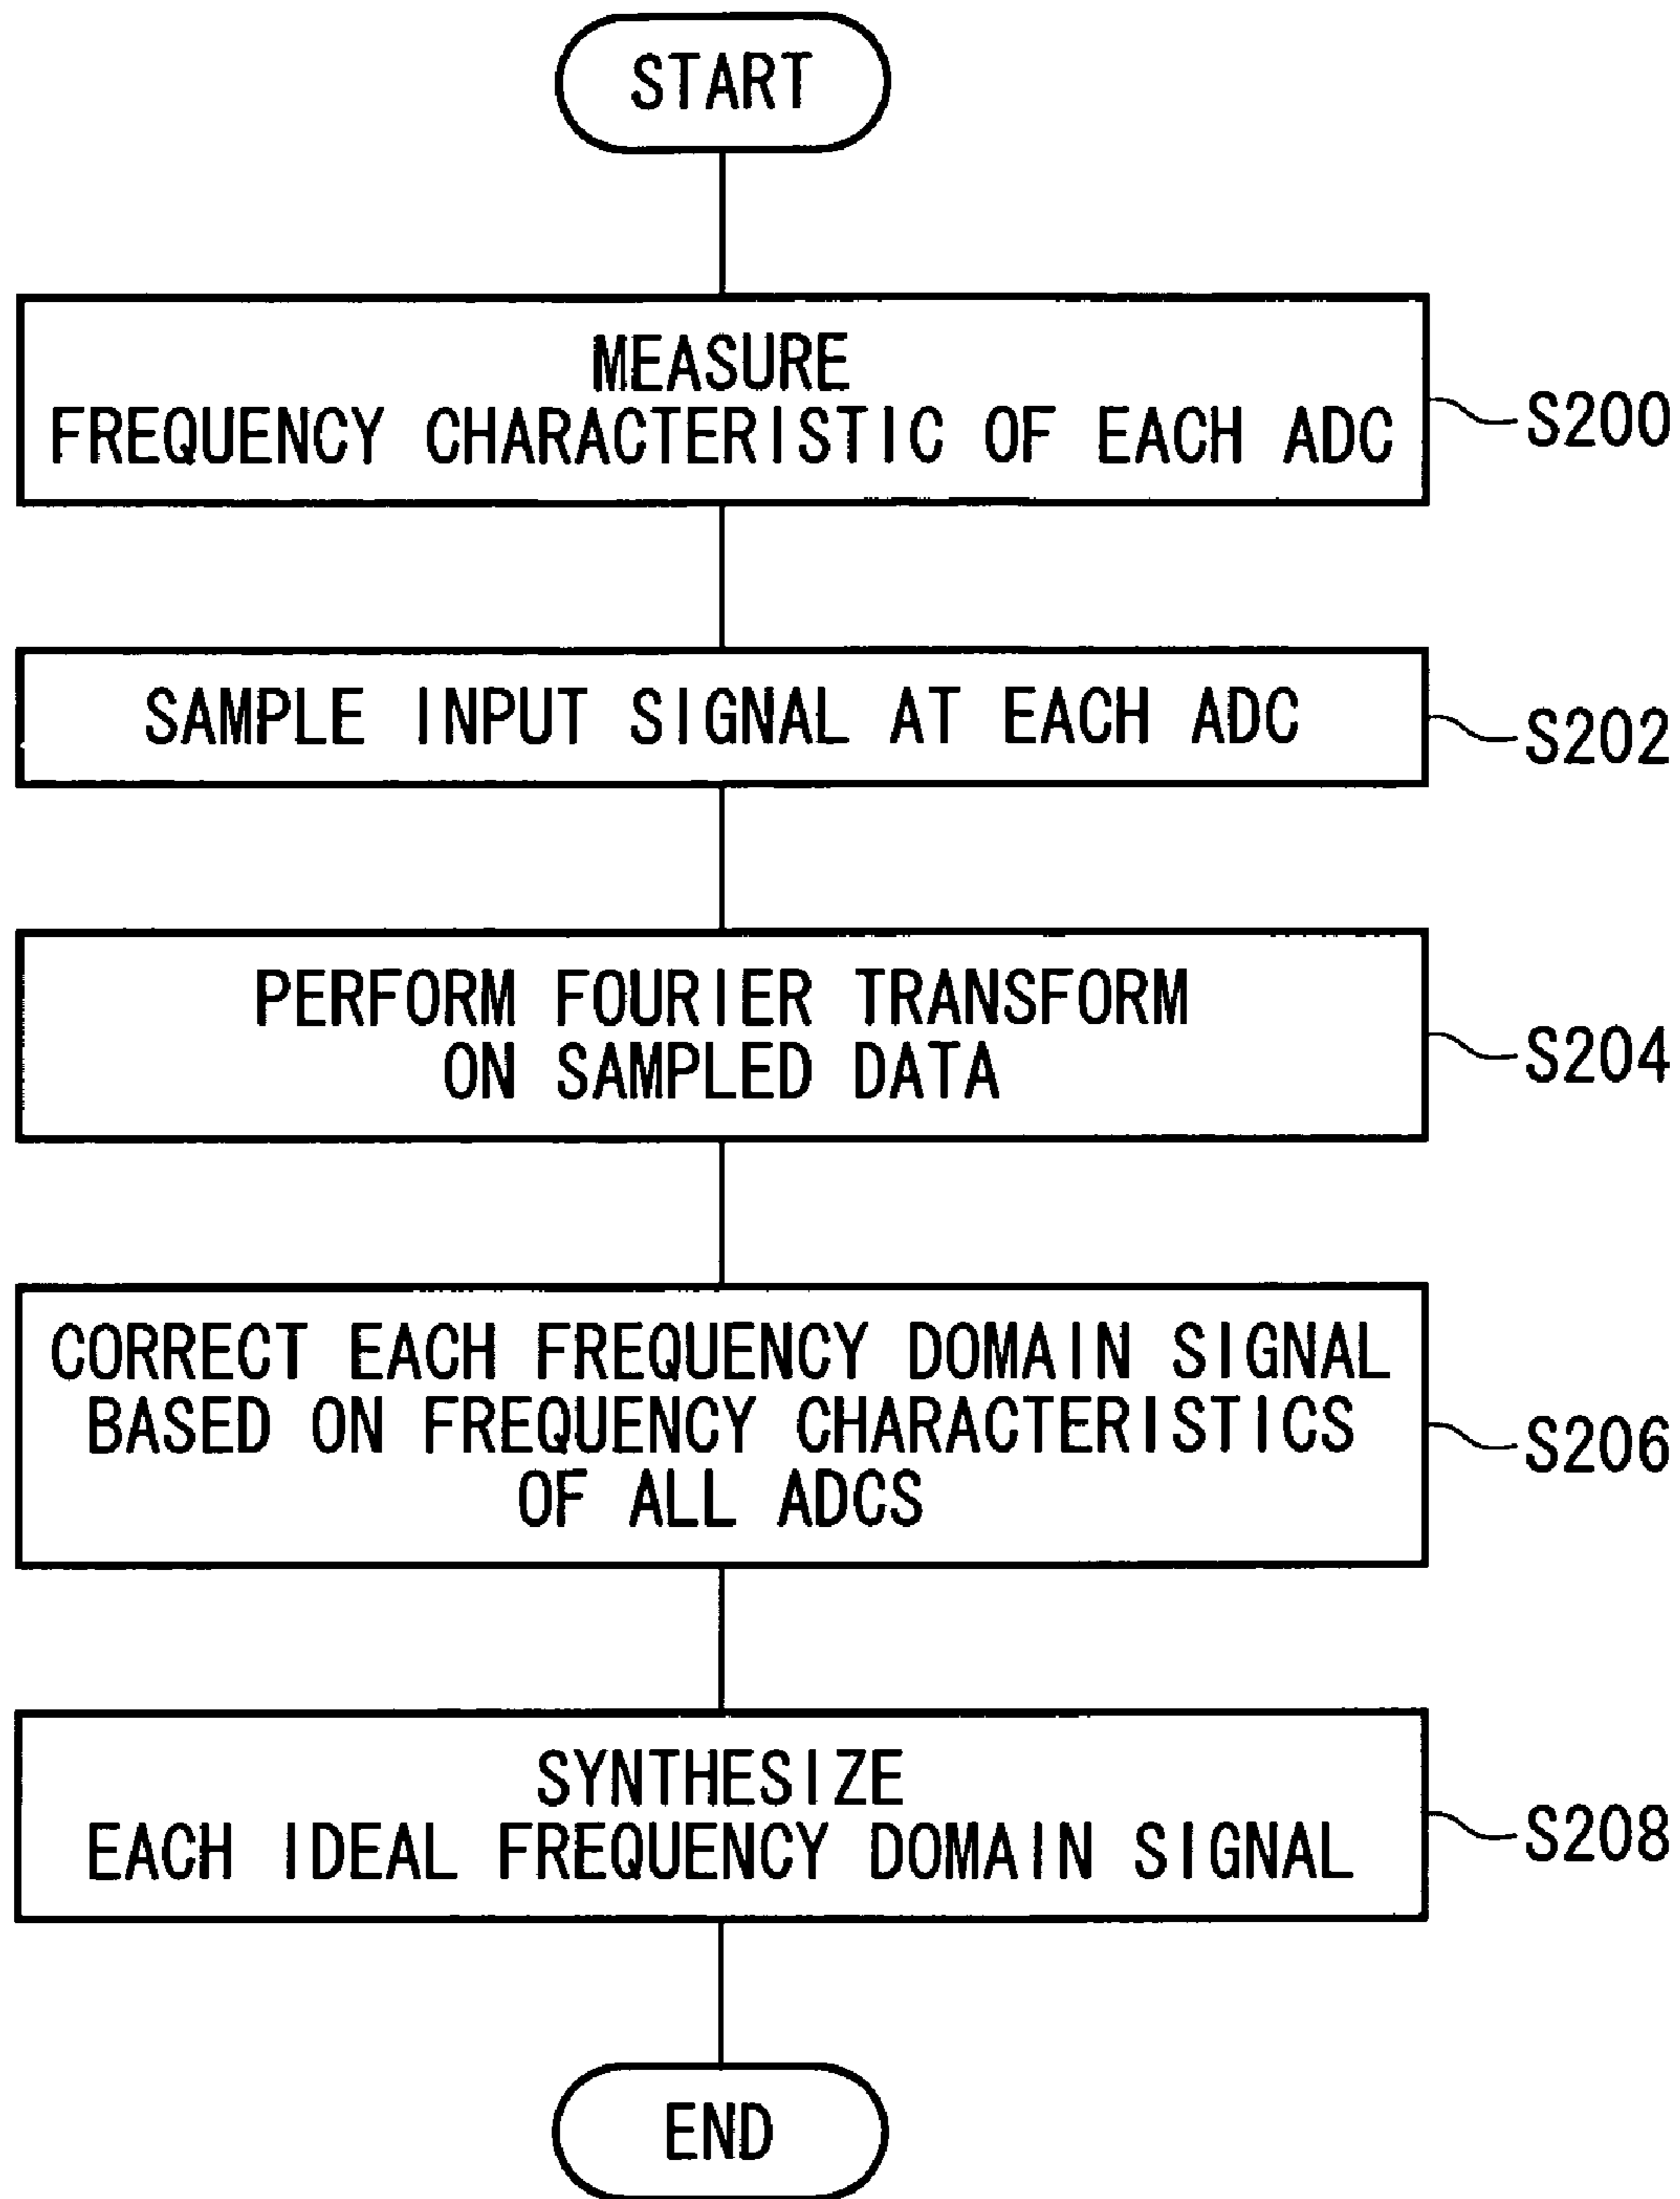 START
MEASURE
FREQUENCY CHARACTERISTIC OF EACH ADC
S200
SAMPLE INPUT SIGNAL AT EACH ADC
S202
PERFORM FOURIER TRANSFORM
ON SAMPLED DATA
S204
CORRECT EACH FREQUENCY DOMAIN SIGNAL
BASED ON FREQUENCY CHARACTERISTICS
OF ALL ADCS
S206
SYNTHESIZE
EACH IDEAL FREQUENCY DOMAIN SIGNAL
S208
END